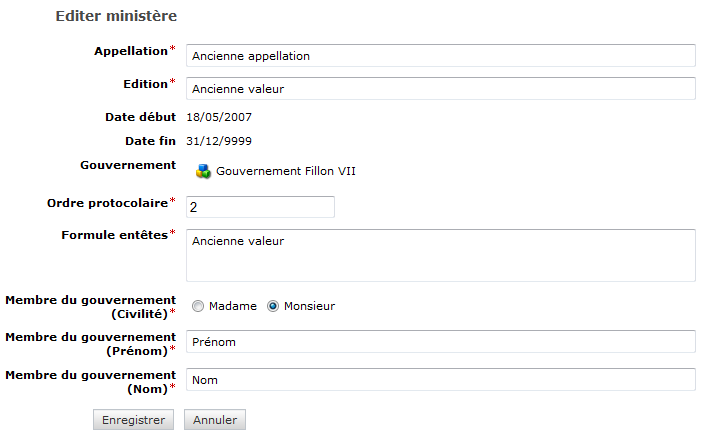 Editer ministère
Appellation* Ancienne appellation
Edition* Ancienne valeur
Date début 18/05/2007
Date fin 31/12/9999
Gouvernement Gouvernement Fillon VII
Ordre protocolaire* 2
Formule entêtes* Ancienne valeur
Membre du gouvernement
(Civilité)* Madame Monsieur
Membre du gouvernement
(Prénom)* Prénom
Membre du gouvernement
(Nom)* Nom
Enregistrer Annuler